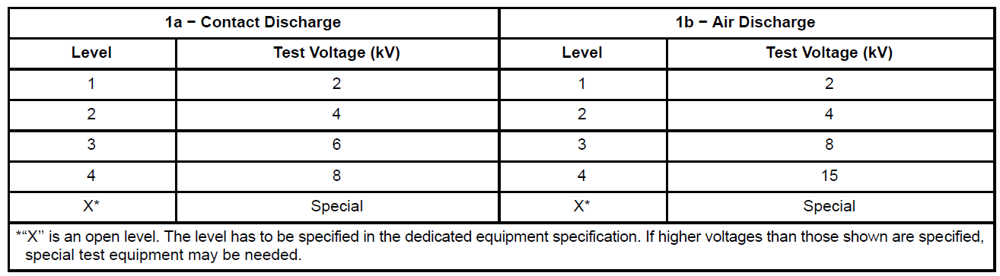 1a − Contact Discharge 1b − Air Discharge
Level Test Voltage (kV) Level Test Voltage (kV)
1 2 1 2
2 4 2 4
3 6 3 8
4 8 4 15
X* Special X* Special
*“X” is an open level. The level has to be specified in the dedicated equipment specification. If higher voltages than those shown are specified,
special test equipment may be needed.